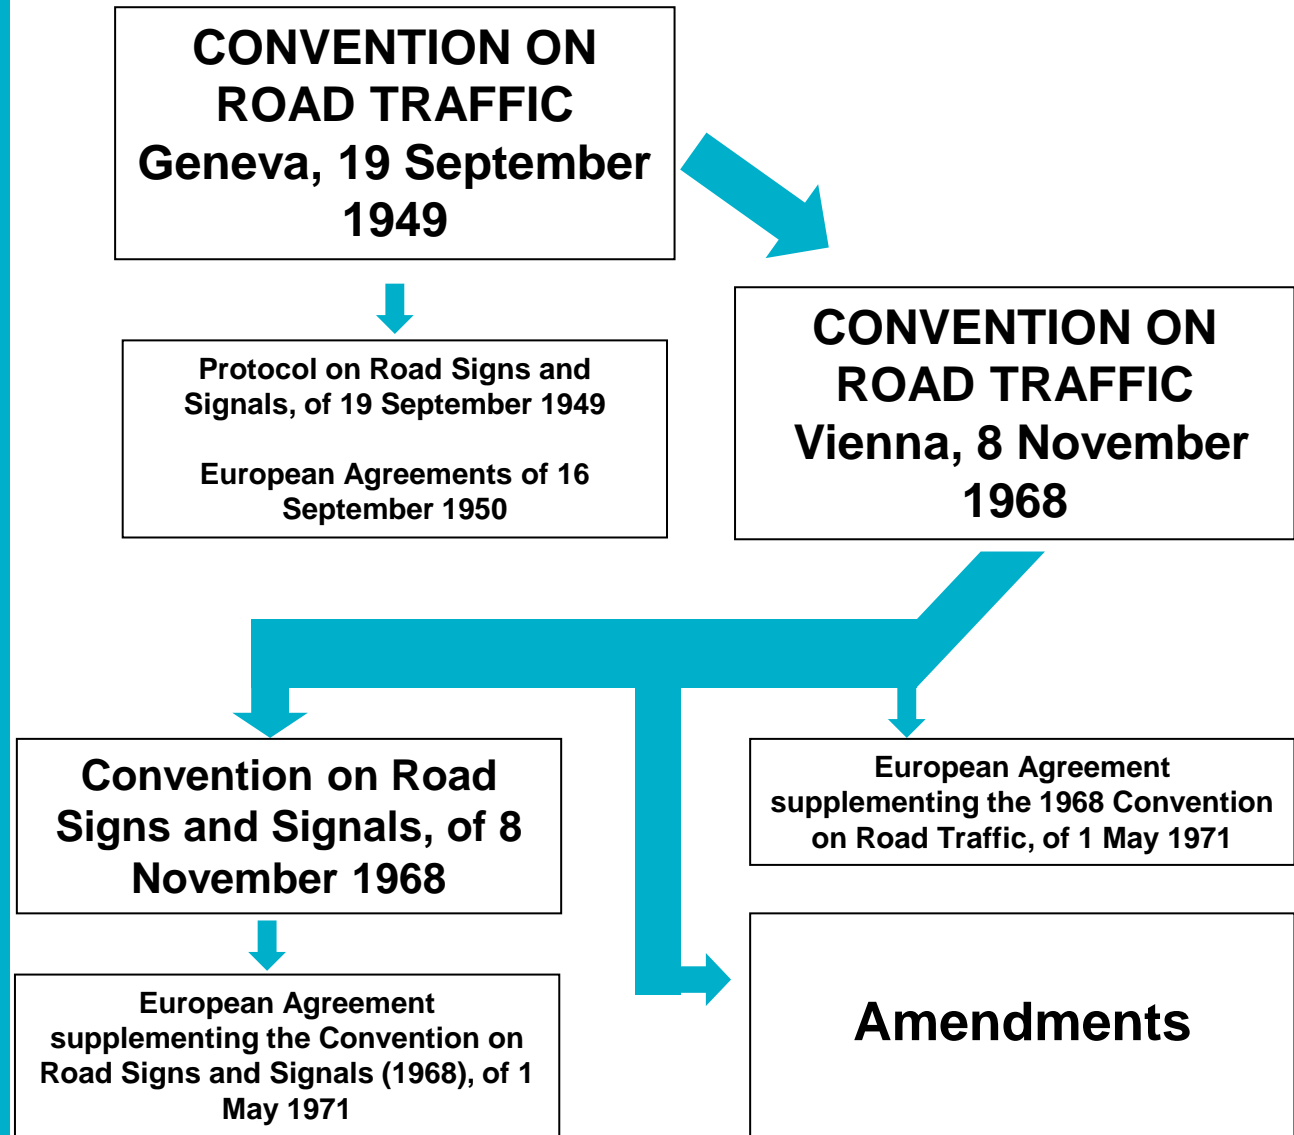 CONVENTION ON
ROAD TRAFFIC
Geneva, 19 September
1949
Protocol on Road Signs and
Signals, of 19 September 1949
European Agreements of 16
September 1950
CONVENTION ON
ROAD TRAFFIC
Vienna, 8 November
1968
Convention on Road
Signs and Signals, of 8
November 1968
European Agreement
supplementing the 1968 Convention
on Road Traffic, of 1 May 1971
European Agreement
supplementing the Convention on
Road Signs and Signals (1968), of 1
May 1971
Amendments